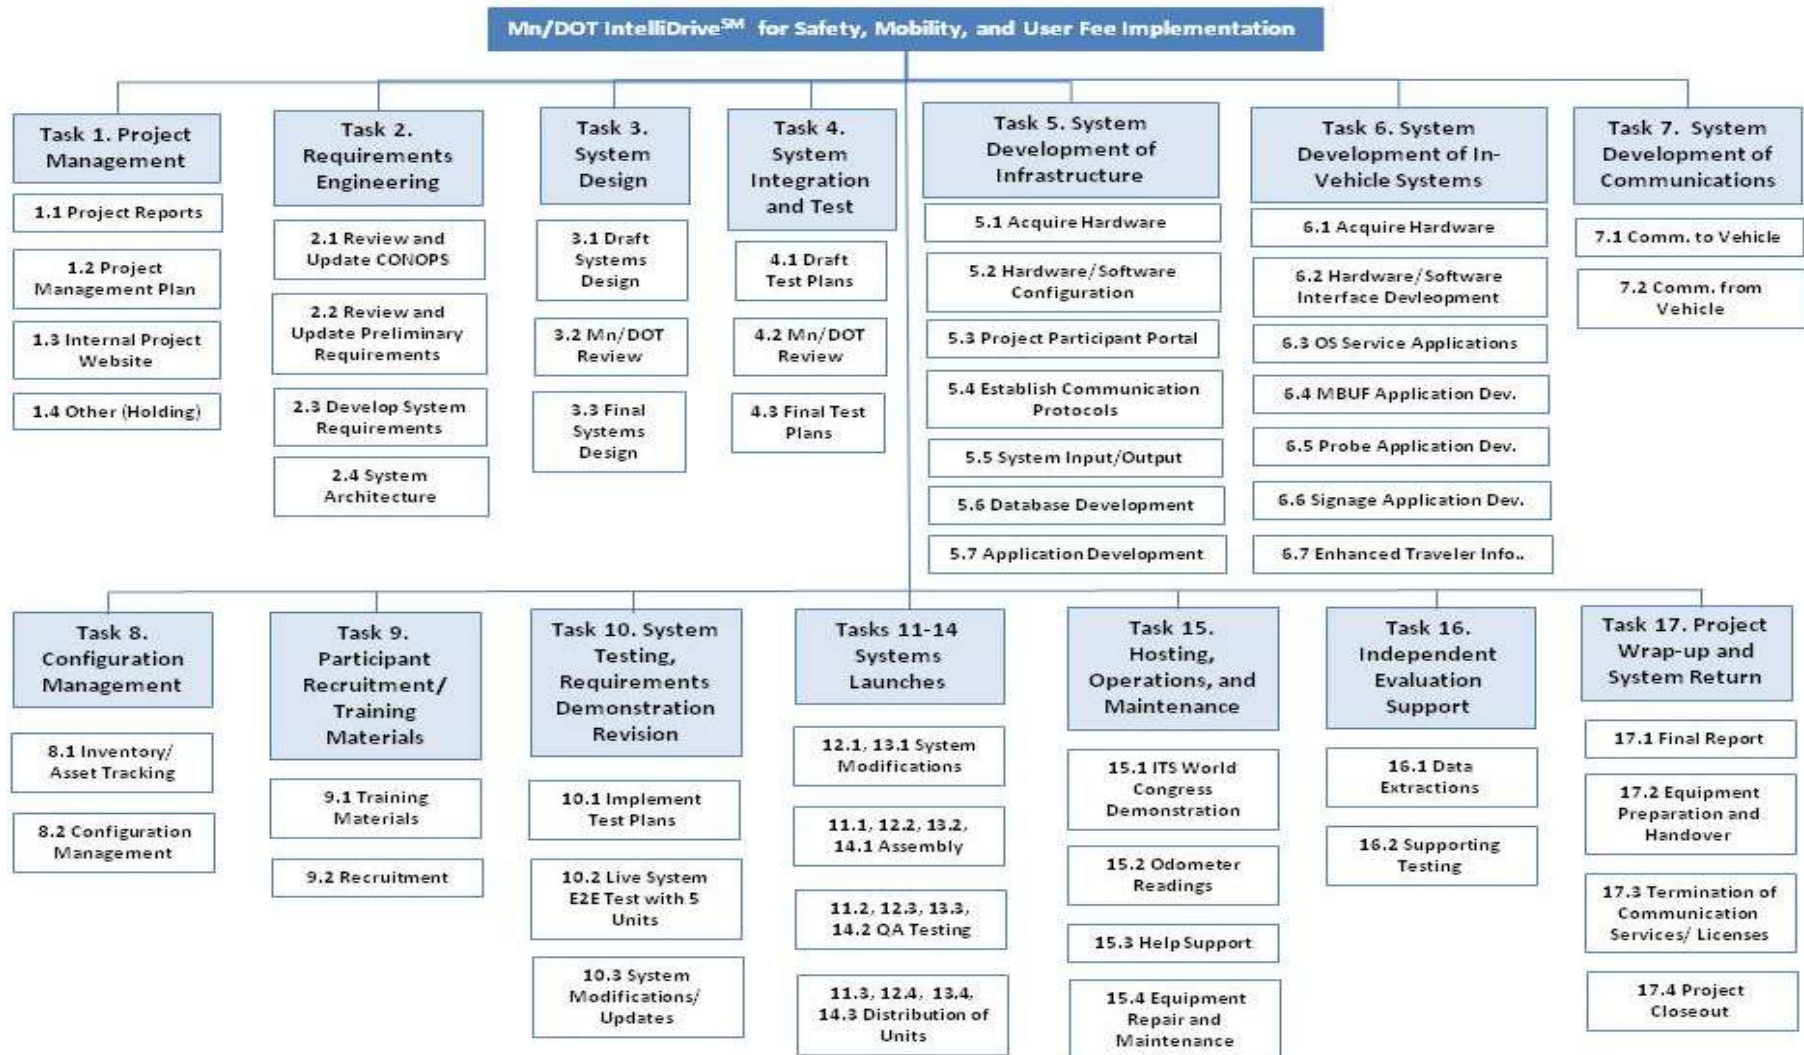 Mn/DOT IntelliDriveSM for Safety, Mobility, and User Fee Implementation
Task 1. Project
Management
1.1 Project Reports
1.2 Project
Management Plan
1.3 Internal Project
Website
1.4 Other (Holding)
Task 2.
Requirements
Engineering
2.1 Review and
Update CONOPS
2.2 Review and
Update Preliminary
Requirements
2.3 Develop System
Requirements
2.4 System
Architecture
Task 3.
System
Design
3.1 Draft
Systems
Design
3.2 Mn/DOT
Review
3.3 Final
Systems
Design
Task 4.
System
Integration
and Test
4.1 Draft
Test Plans
4.2 Mn/DOT
Review
4.3 Final Test
Plans
Task 5. System
Development of
Infrastructure
5.1 Acquire Hardware
5.2 Hardware/Software
Configuration
5.3 Project Participant Portal
5.4 Establish Communication
Protocols
5.5 System Input/Output
5.6 Database Development
5.7 Application Development
Task 6. System
Development of In-
Vehicle Systems
6.1 Acquire Hardware
6.2 Hardware/Software
Interface Devleopment
6.3 OS Service Applications
6.4 MBUF Application Dev.
6.5 Probe Application Dev.
6.6 Signage Application Dev.
6.7 Enhanced Traveler Info..
Task 7. System
Development of
Communications
7.1 Comm. to Vehicle
7.2 Comm. from
Vehicle
Task 8.
Configuration
Management
8.1 Inventory/
Asset Tracking
8.2 Configuration
Management
Task 9.
Participant
Recruitment/
Training
Materials
9.1 Training
Materials
9.2 Recruitment
Task 10. System
Testing,
Requirements
Demonstration
Revision
10.1 Implement
Test Plans
10.2 Live System
E2E Test with 5
Units
10.3 System
Modifications/
Updates
Tasks 11-14
Systems
Launches
12.1, 13.1 System
Modifications
11.1, 12.2, 13.2,
14.1 Assembly
11.2, 12.3, 13.3,
14.2 QA Testing
11.3, 12.4, 13.4,
14.3 Distribution of
Units
Task 15.
Hosting,
Operations, and
Maintenance
15.1 ITS World
Congress
Demonstration
15.2 Odometer
Readings
15.3 Help Support
15.4 Equipment
Repair and
Maintenance
Task 16.
Independent
Evaluation
Support
16.1 Data
Extractions
16.2 Supporting
Testing
Task 17. Project
Wrap-up and
System Return
17.1 Final Report
17.2 Equipment
Preparation and
Handover
17.3 Termination of
Communication
Services/ Licenses
17.4 Project
Closeout